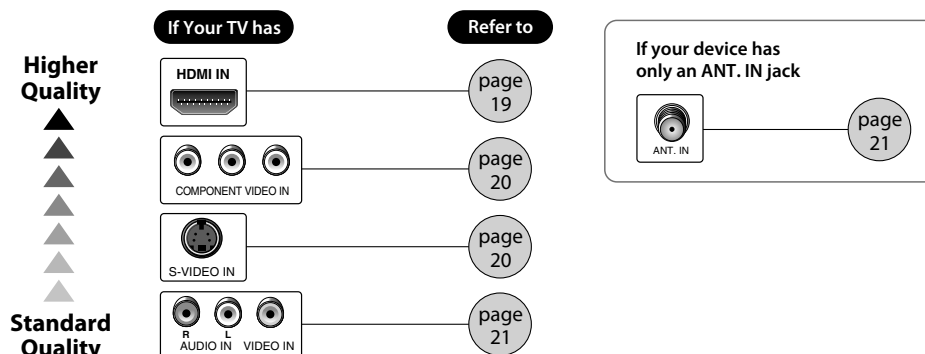 If Your TV has
Refer to
Higher
Quality
HDMI IN
page
19
COMPONENT VIDEO IN
page
20
S-VIDEO IN
page
20
R L
AUDIO IN VIDEO IN
page
21
Standard
Quality
If your device has
only an ANT. IN jack
ANT. IN
page
21